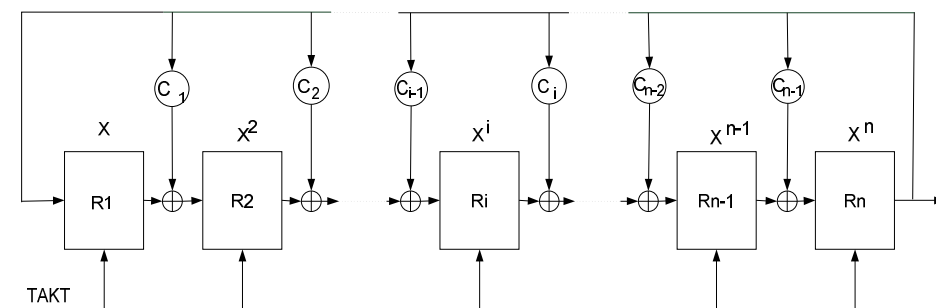 C1 C2 Ci-1 Ci Cn-2 Cn-1
X X² Xⁱ Xⁿ⁻¹ Xⁿ
R1 R2 Ri Rn-1 Rn
TAKT